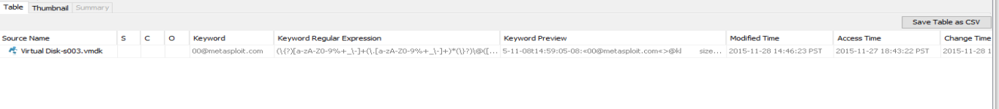 Table Thumbnail Summary
Save Table as CSV
Source Name S C O Keyword Keyword Regular Expression Keyword Preview Modified Time Access Time Change Time
Virtual Disk-s003.vmdk 00@metasploit.com (\{?)[a-zA-Z0-9%+_\-]+(\.[a-zA-Z0-9%+_\-]+)*(\}?)\@([... 5-11-08t14:59:05-08:«00@metasploit.com«<>@kl size... 2015-11-28 14:46:23 PST 2015-11-27 18:43:22 PST 2015-11-28 1